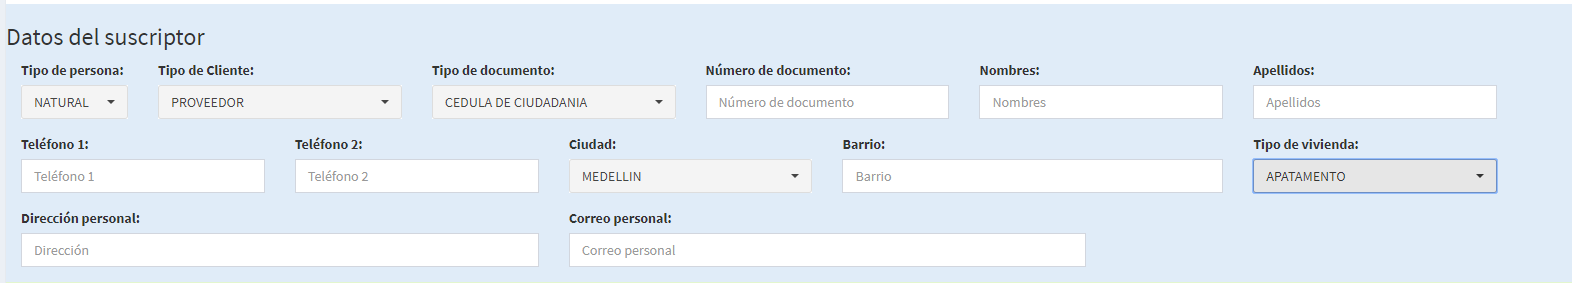 Datos del suscriptor
Tipo de persona: Tipo de Cliente: Tipo de documento: Número de documento: Nombres: Apellidos:
NATURAL PROVEEDOR CEDULA DE CIUDADANIA Número de documento Nombres Apellidos
Teléfono 1: Teléfono 2: Ciudad: Barrio: Tipo de vivienda:
Teléfono 1 Teléfono 2 MEDELLIN Barrio APATAMENTO
Dirección personal: Correo personal:
Dirección Correo personal